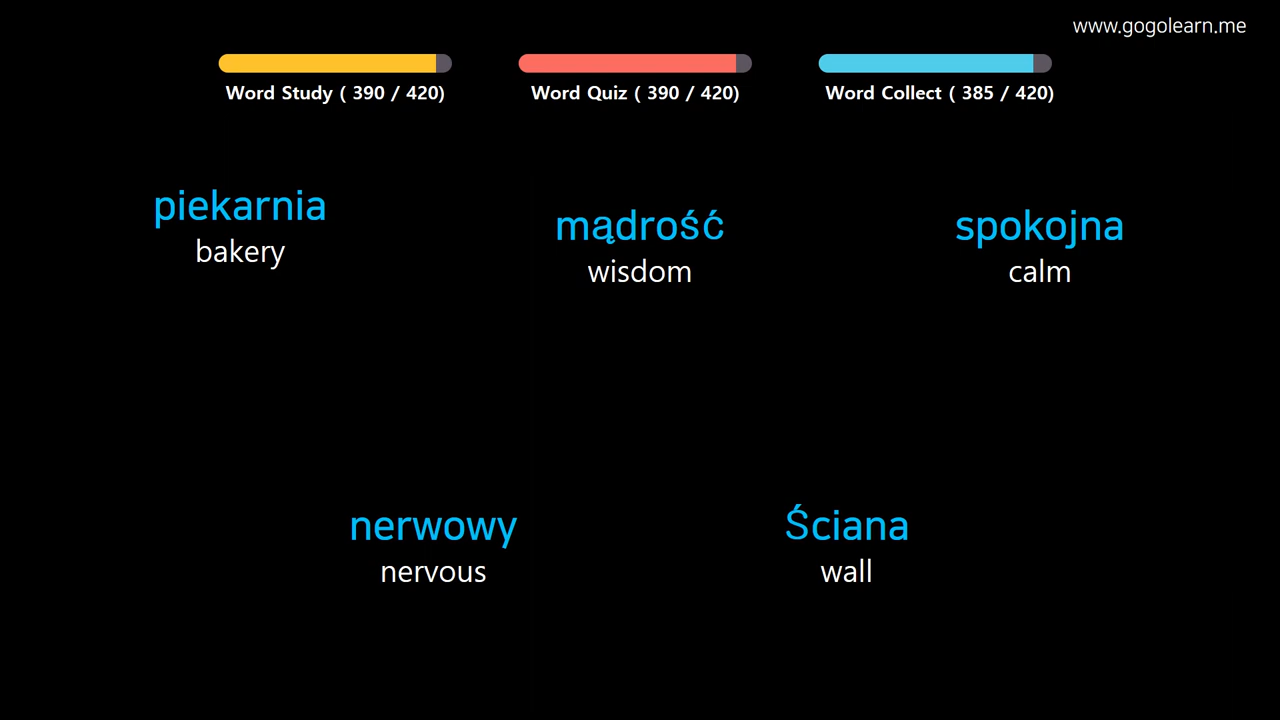 www.gogolearn.me
Word Study ( 390 / 420)
Word Quiz ( 390 / 420)
Word Collect ( 385 / 420)
piekarnia
bakery
mądrość
wisdom
spokojna
calm
nerwowy
nervous
Ściana
wall